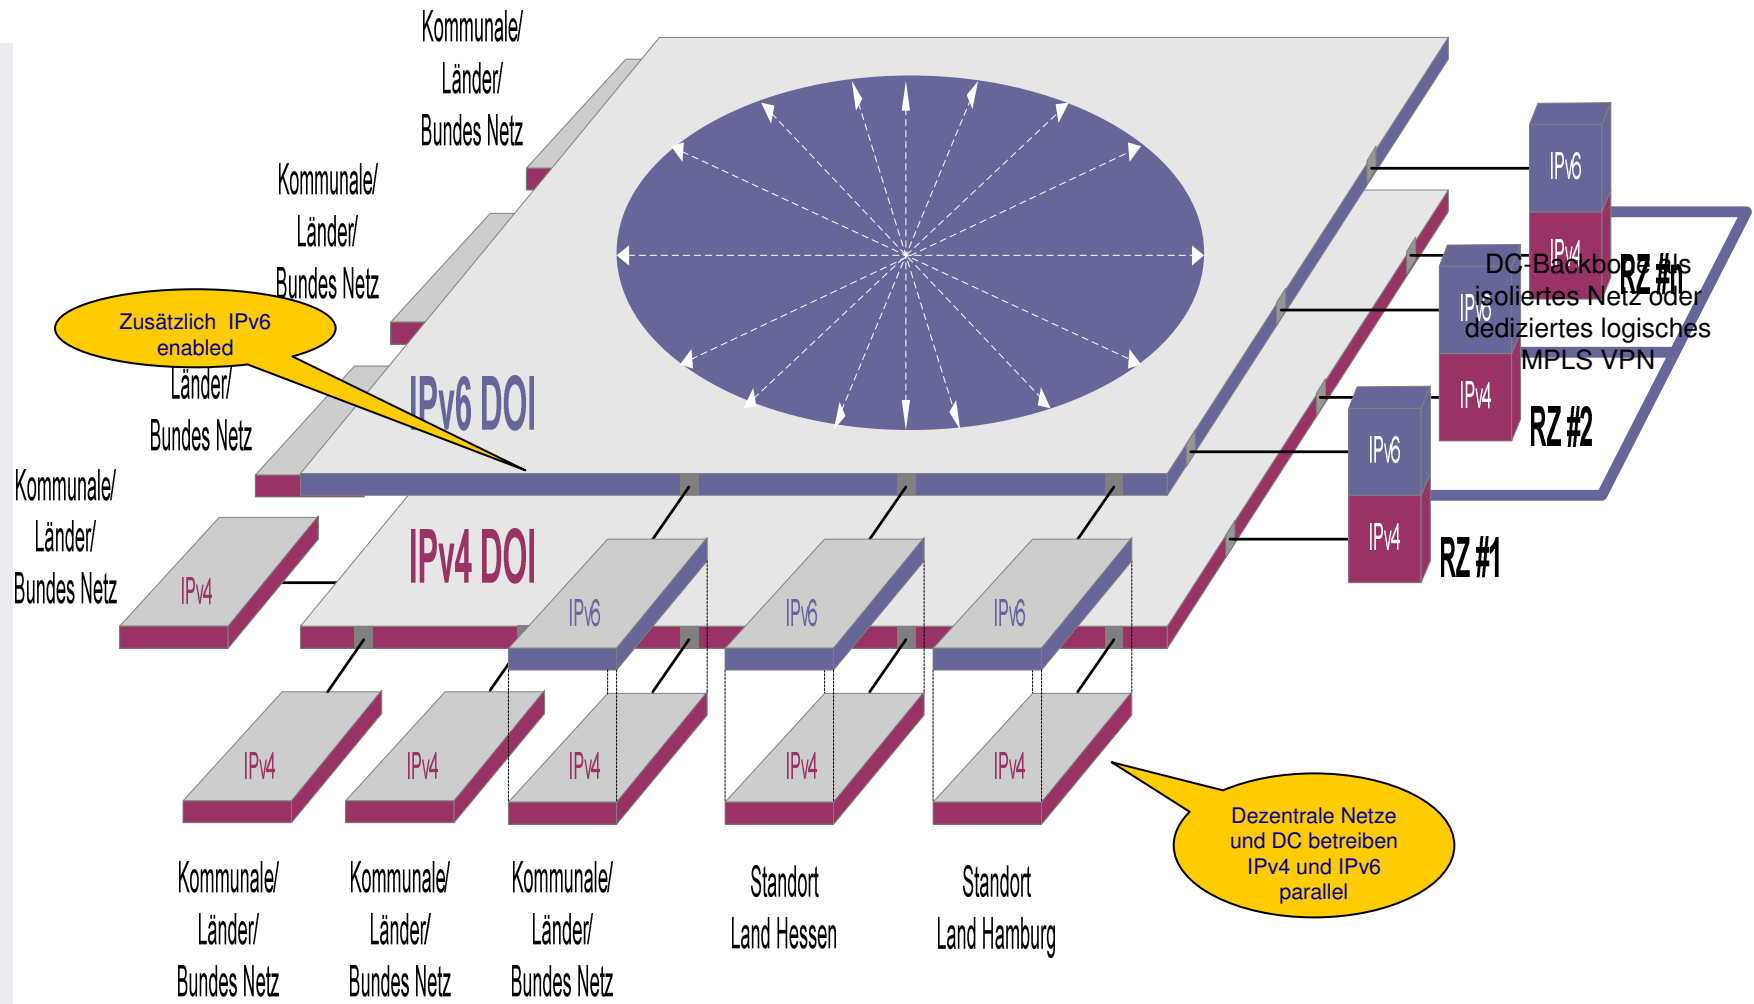 Kommunale/
Länder/
Bundes Netz
Kommunale/
Länder/
Bundes Netz
Zusätzlich IPv6
enabled
Länder/
Bundes Netz
Kommunale/
Länder/
Bundes Netz
IPv4
IPv6 DOI
IPv4 DOI
IPv6
IPv4
RZ #n
DC-Backbone als
isoliertes Netz oder
dediziertes logisches
MPLS VPN
IPv6
IPv4
RZ #2
IPv6
IPv4
RZ #1
IPv6
IPv6
IPv6
IPv4
IPv4
IPv4
IPv4
IPv4
Dezentrale Netze
und DC betreiben
IPv4 und IPv6
parallel
Kommunale/
Länder/
Bundes Netz
Kommunale/
Länder/
Bundes Netz
Kommunale/
Länder/
Bundes Netz
Standort
Land Hessen
Standort
Land Hamburg